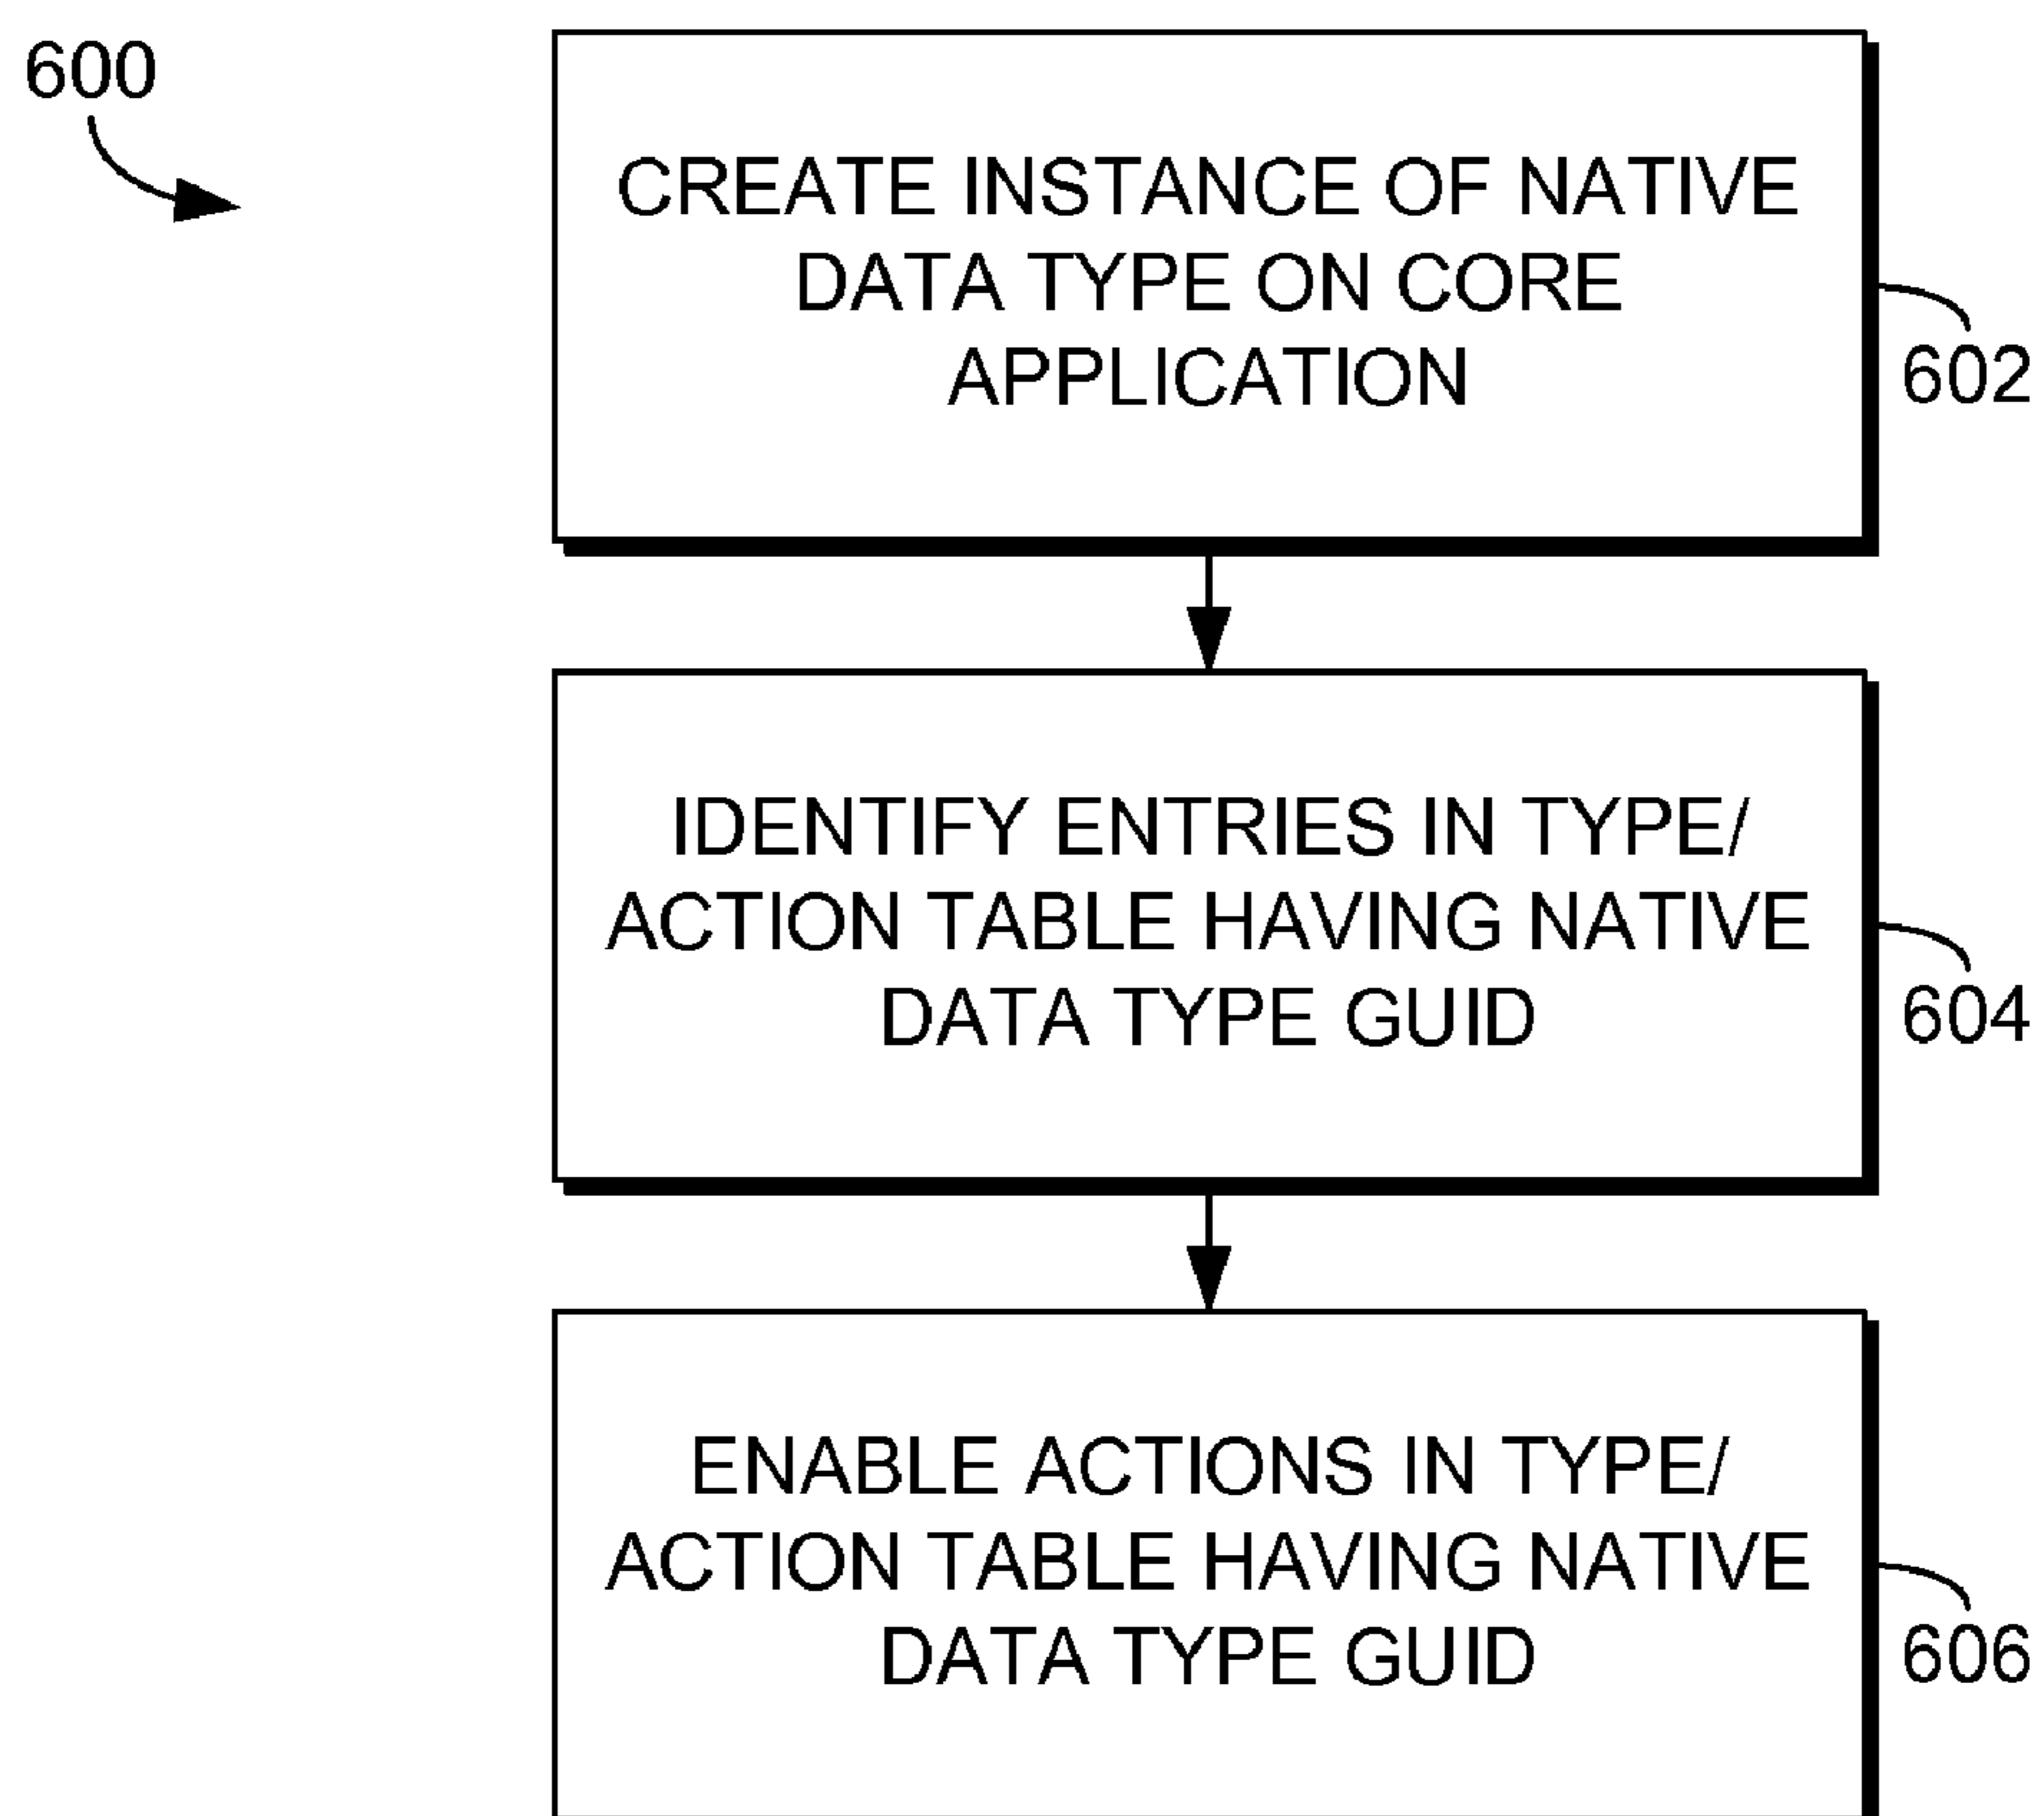 600
CREATE INSTANCE OF NATIVE
DATA TYPE ON CORE
APPLICATION
602
IDENTIFY ENTRIES IN TYPE/
ACTION TABLE HAVING NATIVE
DATA TYPE GUID
604
ENABLE ACTIONS IN TYPE/
ACTION TABLE HAVING NATIVE
DATA TYPE GUID
606